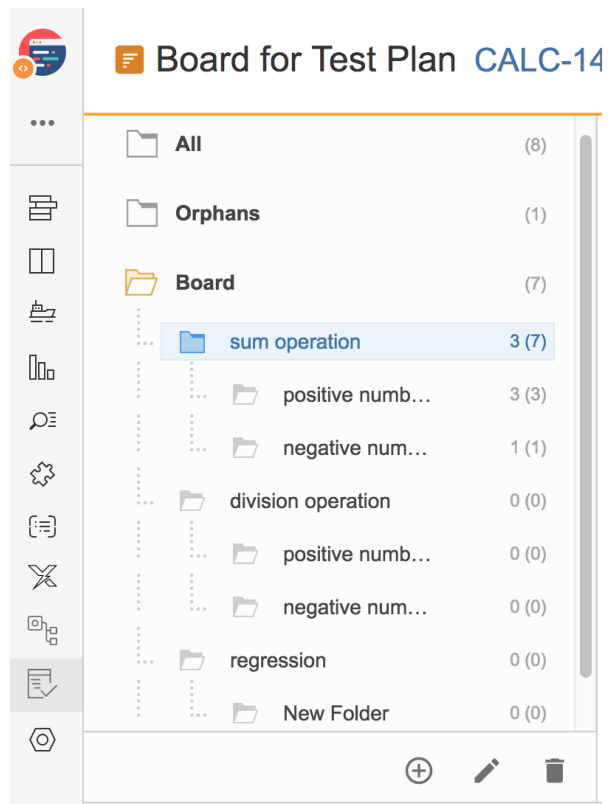 Board for Test Plan CALC-14
All (8)
Orphans (1)
Board (7)
sum operation 3 (7)
positive numb... 3 (3)
negative num... 1 (1)
division operation 0 (0)
positive numb... 0 (0)
negative num... 0 (0)
regression 0 (0)
New Folder 0 (0)